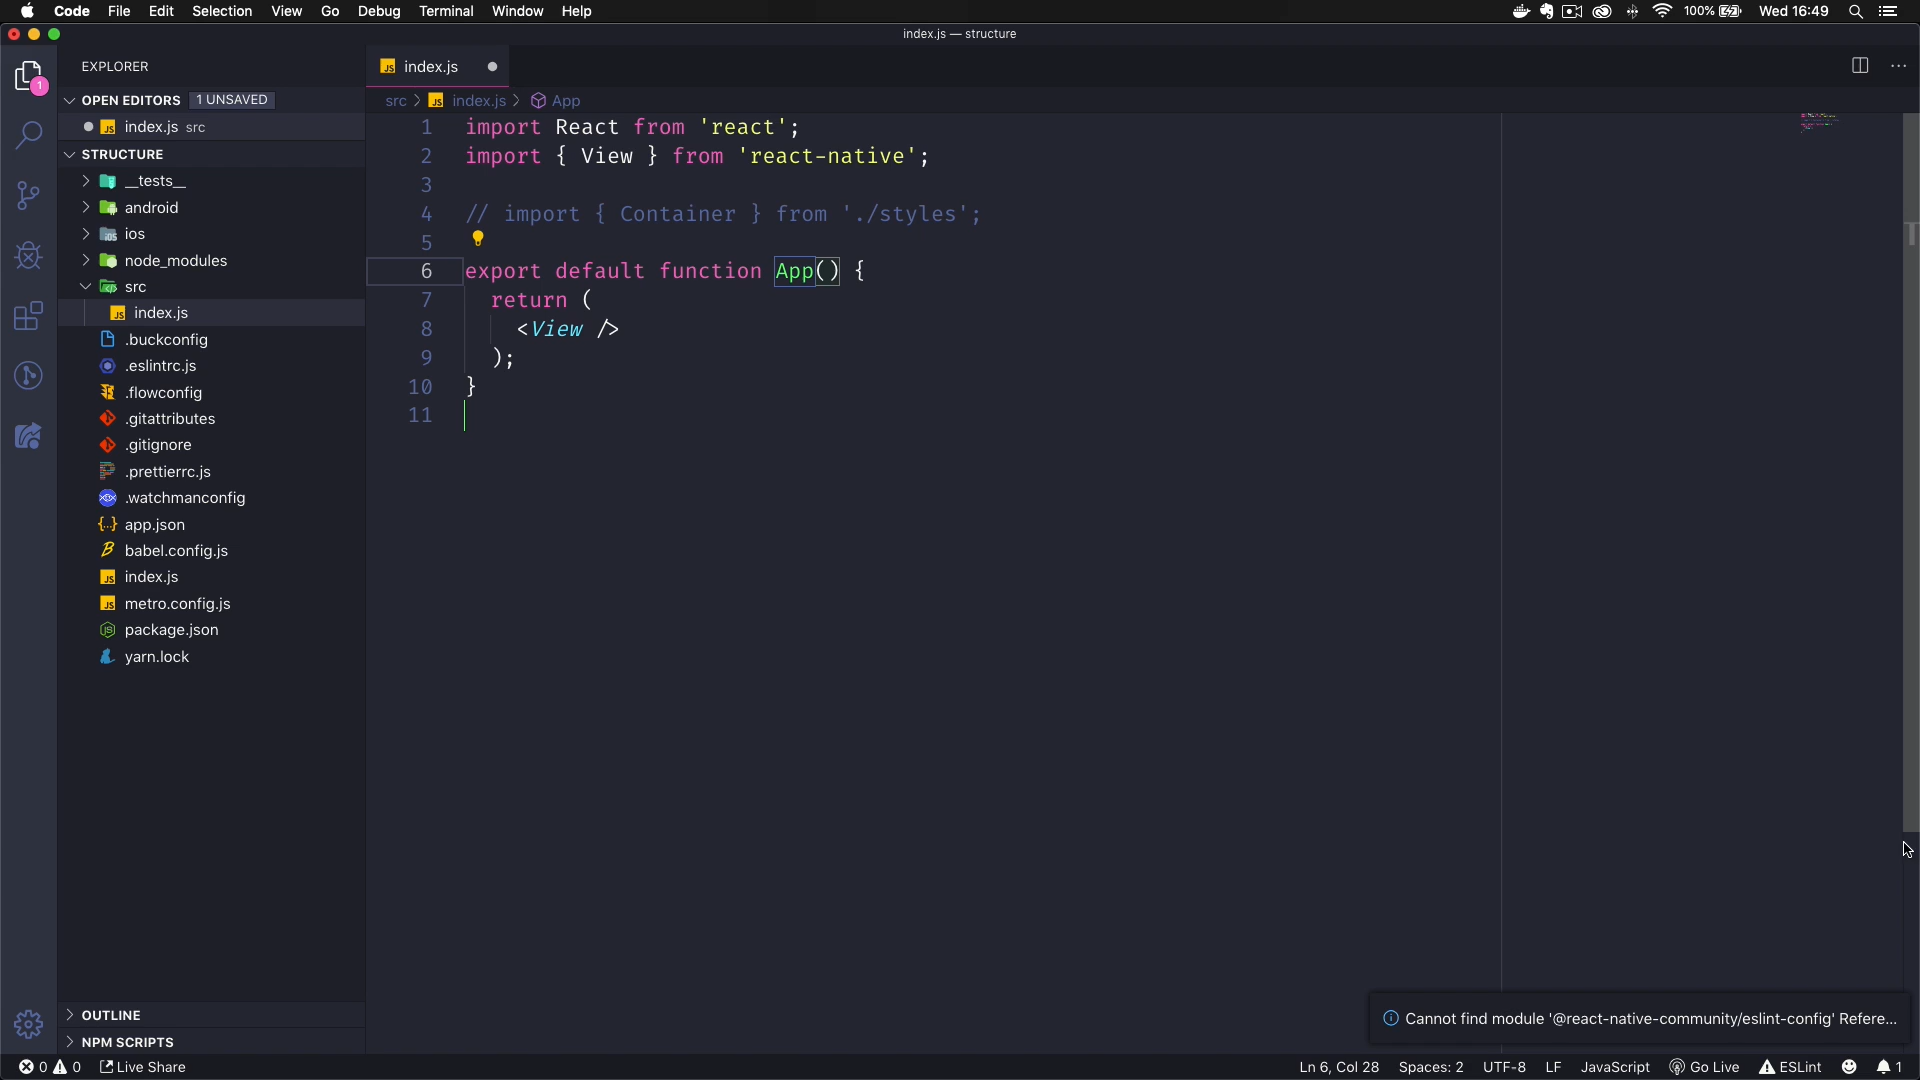 Code File Edit Selection View Go Debug Terminal Window Help 100% Wed 16:49
index.js — structure
EXPLORER
index.js
OPEN EDITORS 1 UNSAVED
src index.js App
index.js src
STRUCTURE
__tests__
android
ios
node_modules
src
index.js
.buckconfig
.eslintrc.js
.flowconfig
.gitattributes
.gitignore
.prettierrc.js
.watchmanconfig
app.json
babel.config.js
index.js
metro.config.js
package.json
yarn.lock
1 import React from 'react';
2 import { View } from 'react-native';
3
4 // import { Container } from './styles';
5
6 export default function App() {
7 return (
8 <View />
9 );
10 }
11
OUTLINE
NPM SCRIPTS
Cannot find module '@react-native-community/eslint-config' Refere...
0 0 Live Share Ln 6, Col 28 Spaces: 2 UTF-8 LF JavaScript Go Live ESLint 1